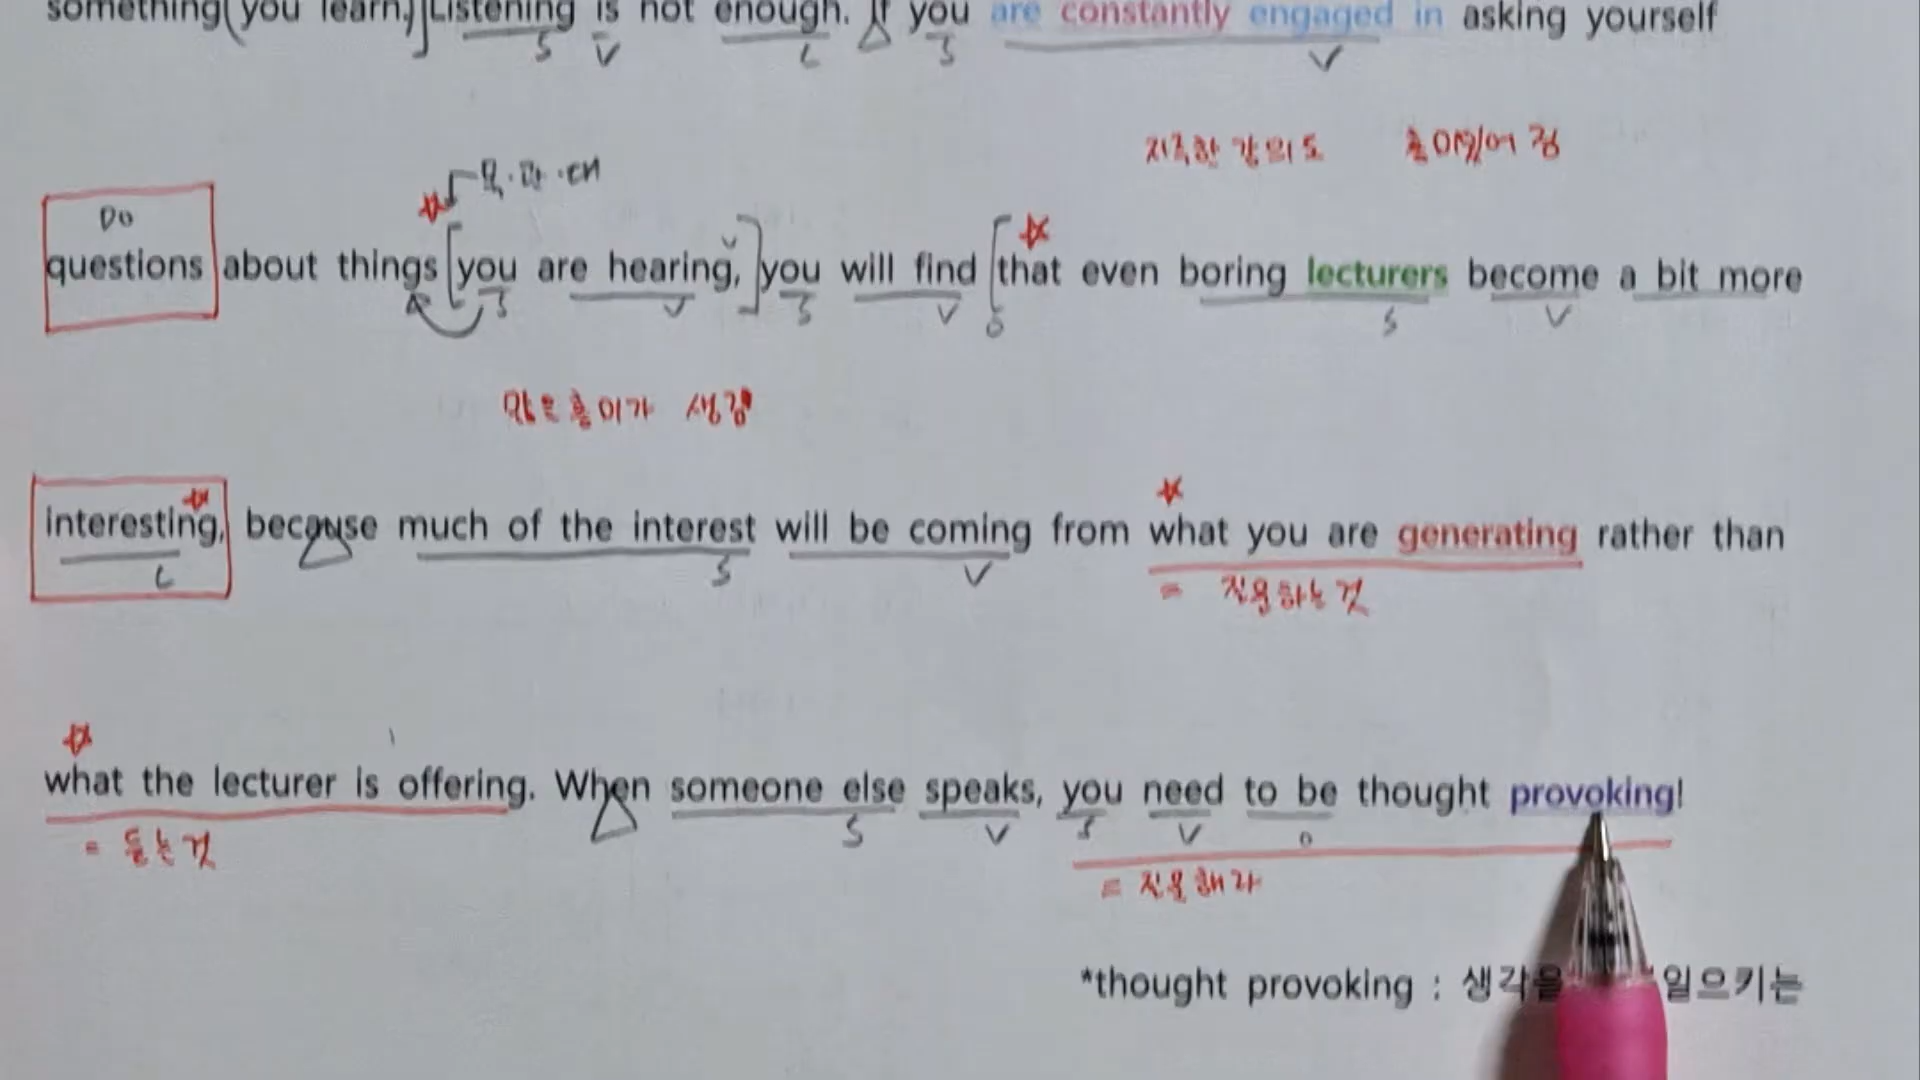 something you learn. Listening is not enough. If you are constantly engaged in asking yourself
S V C S V
지루한 강의도 흥미있어 짐
목·관·대
DO
questions about things you are hearing, you will find that even boring lecturers become a bit more
S V S V O S V
많은 흥미가 생김
interesting, because much of the interest will be coming from what you are generating rather than
C S V = 질문하는 것
what the lecturer is offering. When someone else speaks, you need to be thought provoking!
= 듣는 것 S V S V O
= 질문해라
*thought provoking : 생각을 일으키는